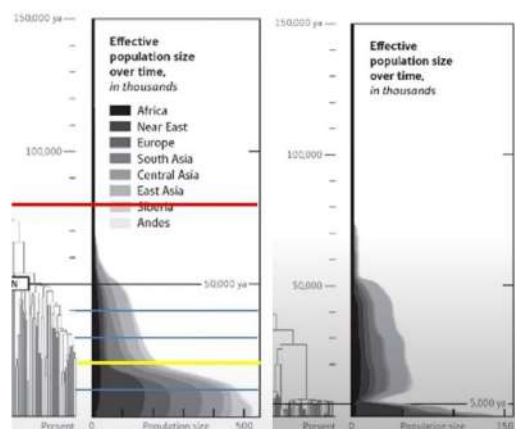 150,000 ya
Effective
population size
over time,
in thousands
Africa
Near East
Europe
South Asia
Central Asia
East Asia
Siberia
Andes
100,000
N
50,000 ya
Present
0
Population size
500
150,000 ya
Effective
population size
over time,
in thousands
100,000
50,000
5,000 ya
Present
0
Population size
150